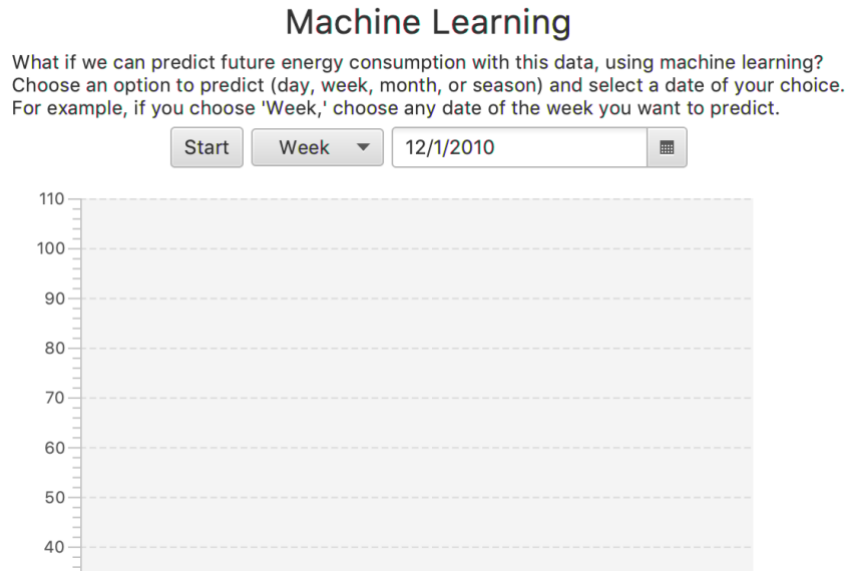 Machine Learning
What if we can predict future energy consumption with this data, using machine learning?
Choose an option to predict (day, week, month, or season) and select a date of your choice.
For example, if you choose 'Week,' choose any date of the week you want to predict.
Start Week 12/1/2010
110
100
90
80
70
60
50
40